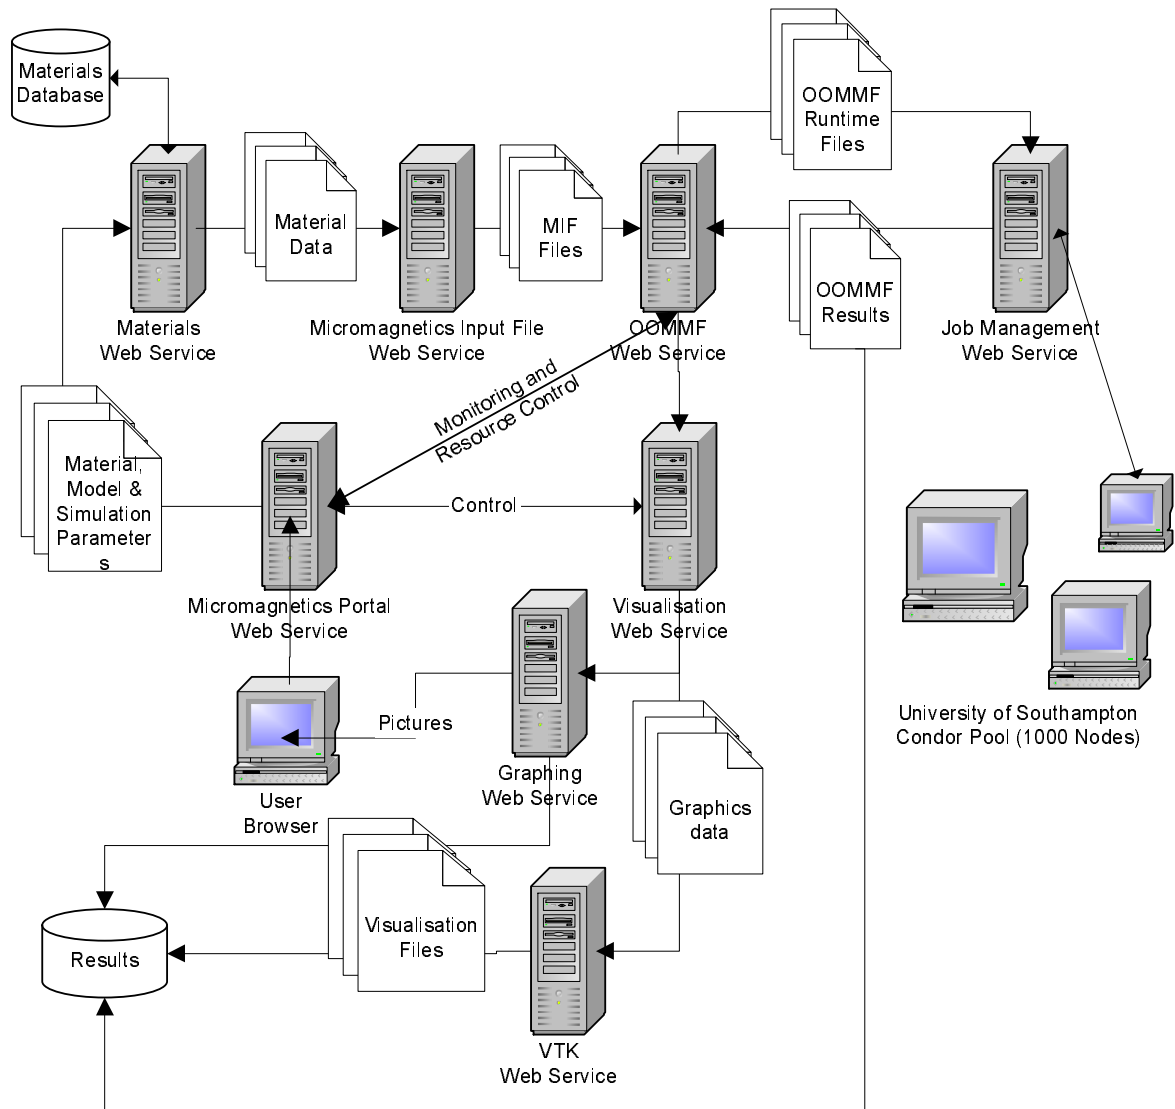 Materials
Database
OOMMF
Runtime
Files
Material
Data
MIF
Files
OOMMF
Results
Materials
Web Service
Micromagnetics Input File
Web Service
OOMMF
Web Service
Job Management
Web Service
Monitoring and
Resource Control
Material,
Model &
Simulation
Parameter
s
Control
Micromagnetics Portal
Web Service
Visualisation
Web Service
University of Southampton
Condor Pool (1000 Nodes)
Pictures
Graphing
Web Service
User
Browser
Graphics
data
Visualisation
Files
Results
VTK
Web Service